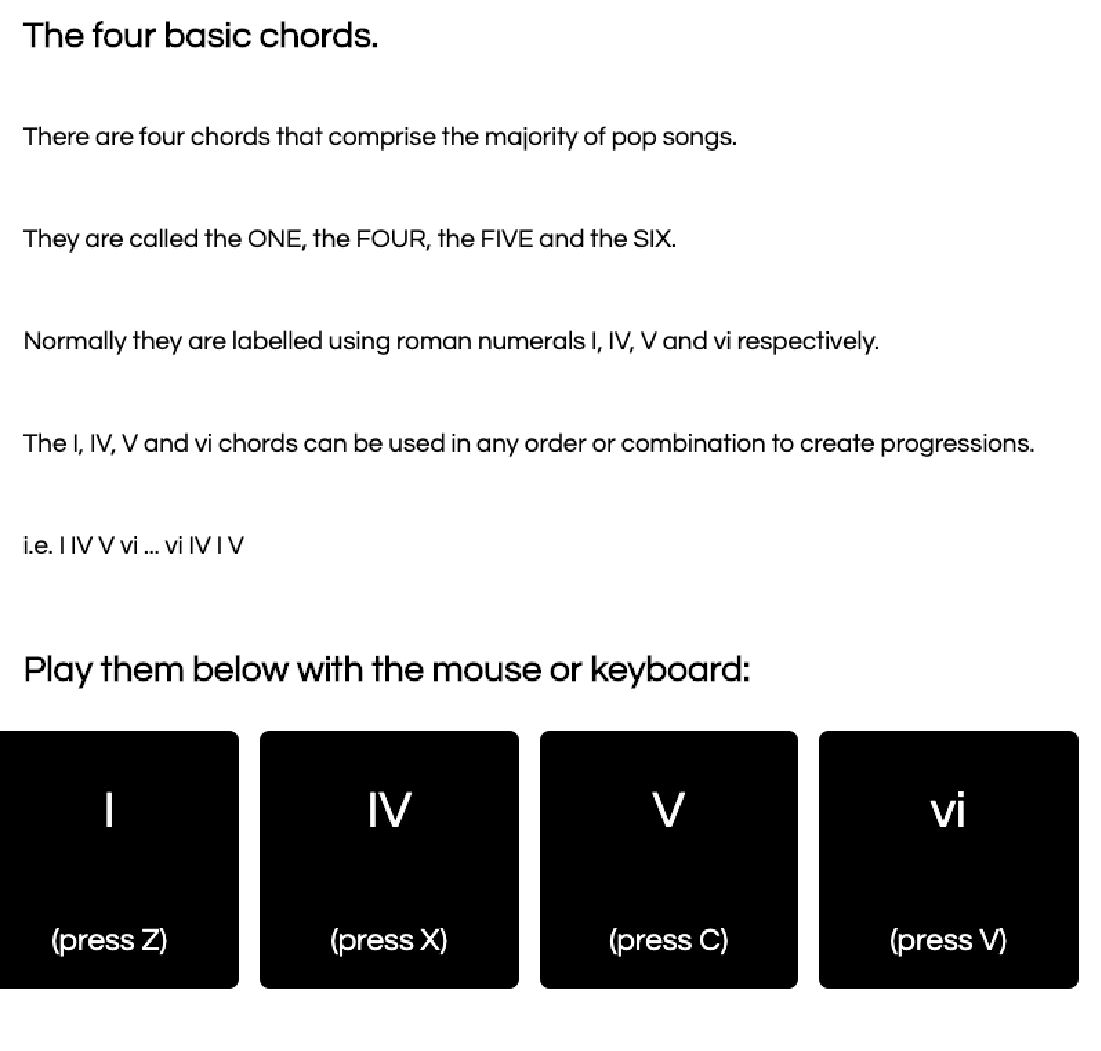 The four basic chords.
There are four chords that comprise the majority of pop songs.
They are called the ONE, the FOUR, the FIVE and the SIX.
Normally they are labelled using roman numerals I, IV, V and vi respectively.
The I, IV, V and vi chords can be used in any order or combination to create progressions.
i.e. I IV V vi ... vi IV I V
Play them below with the mouse or keyboard:
I IV V vi
(press Z) (press X) (press C) (press V)